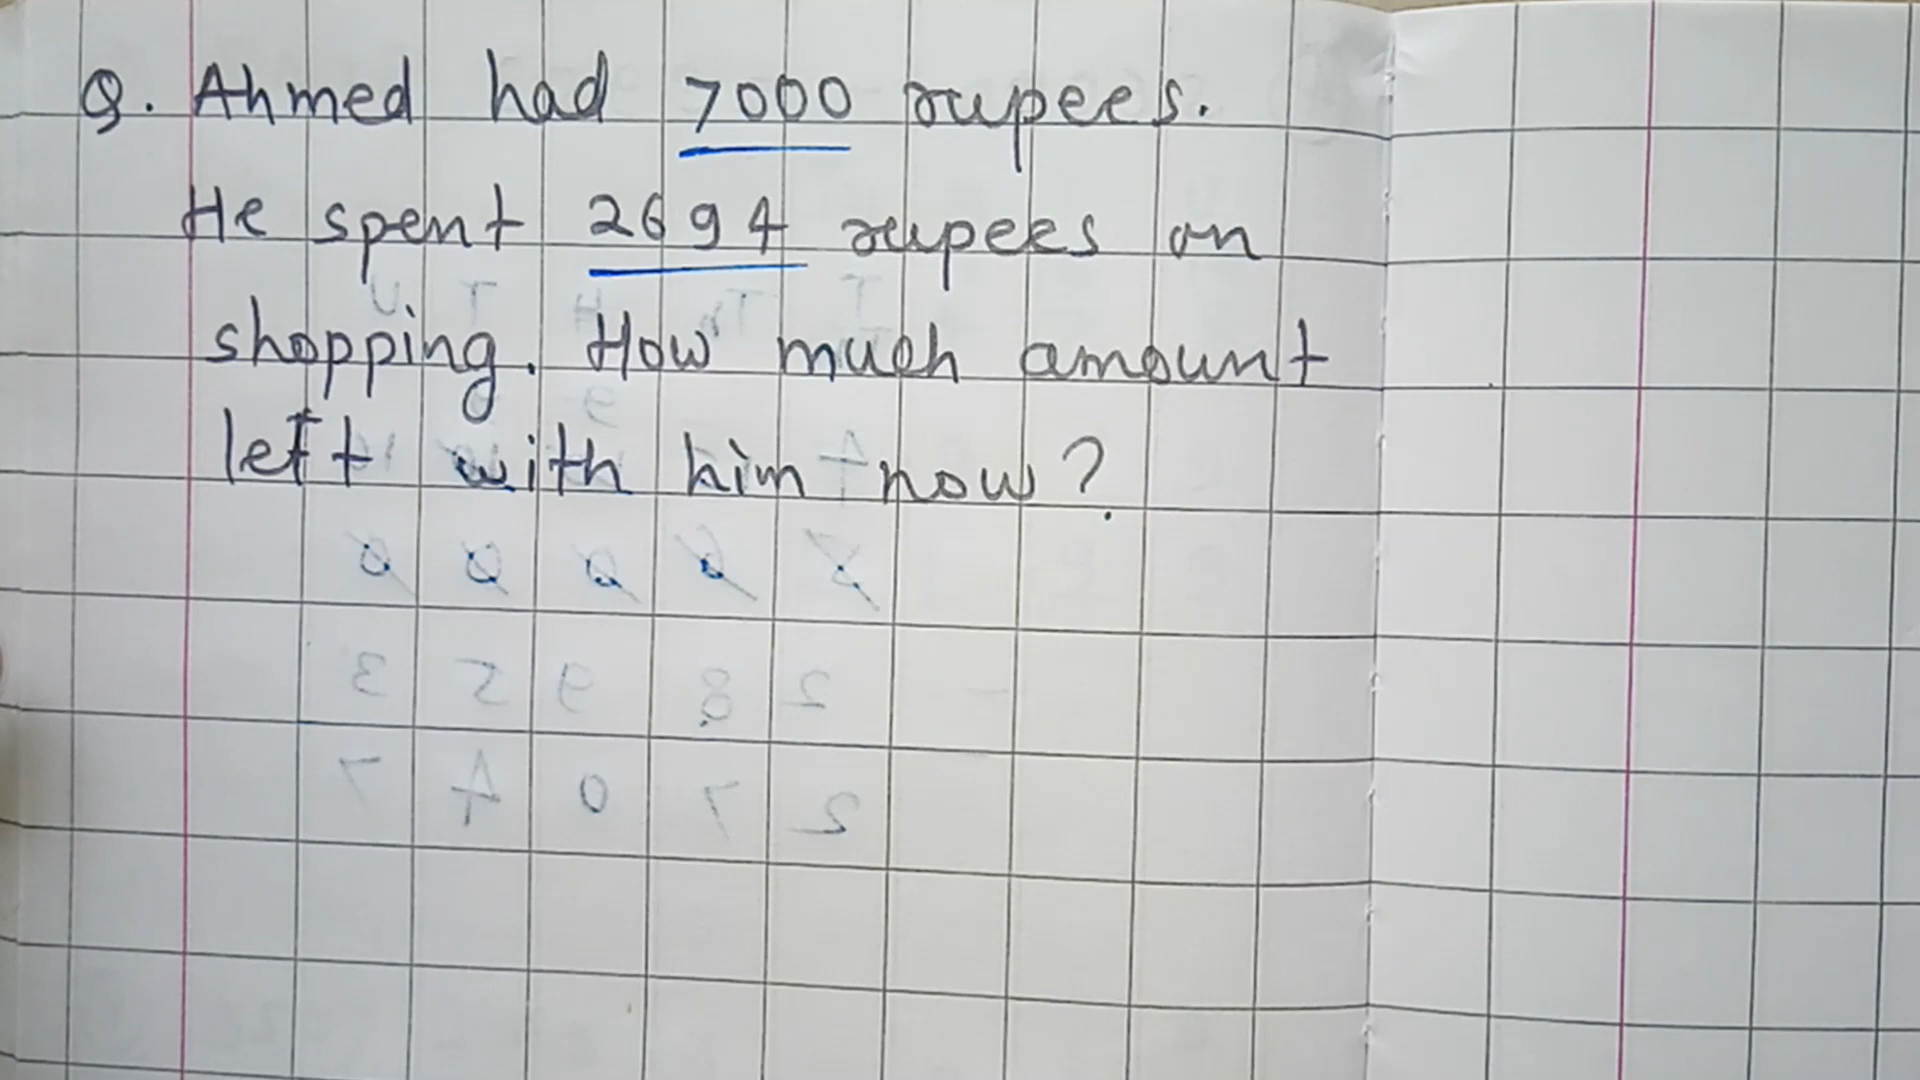 Q. Ahmed had 7000 rupees.
He spent 2694 rupees on
shopping. How much amount
left with him now?